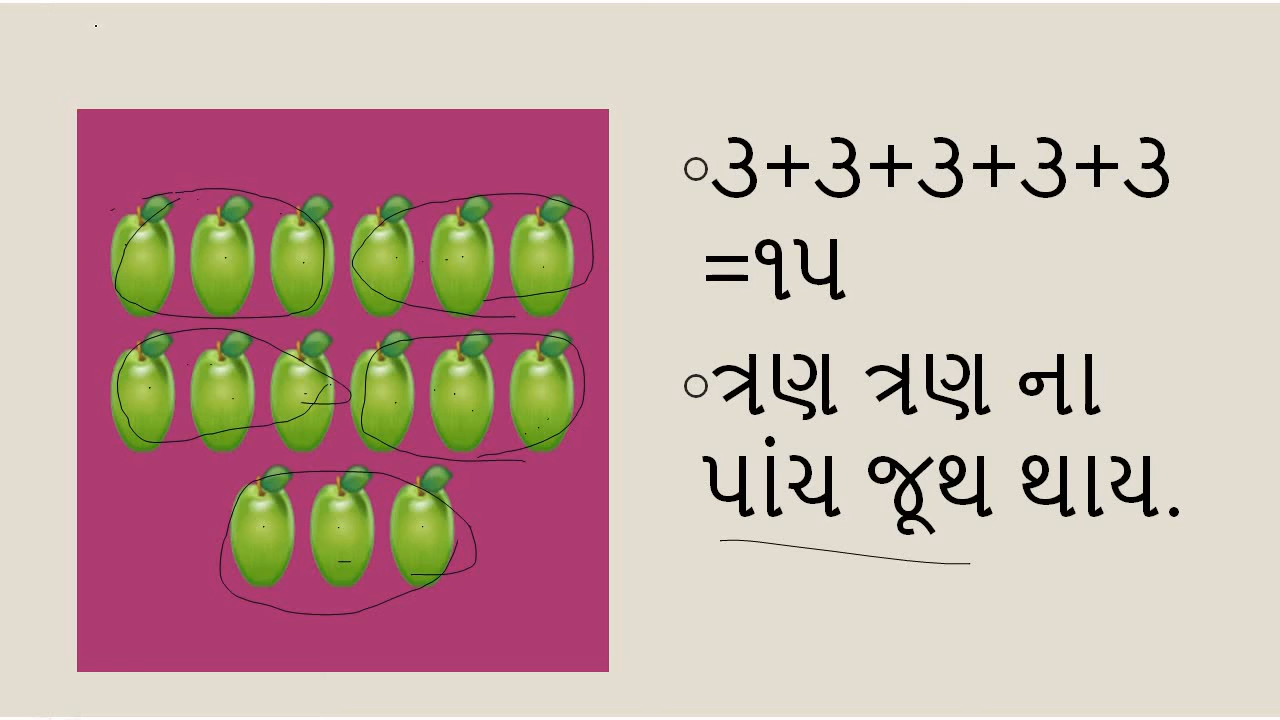 ૩+૩+૩+૩+૩
=૧૫
ત્રણ ત્રણ ના
પાંચ જૂથ થાય.